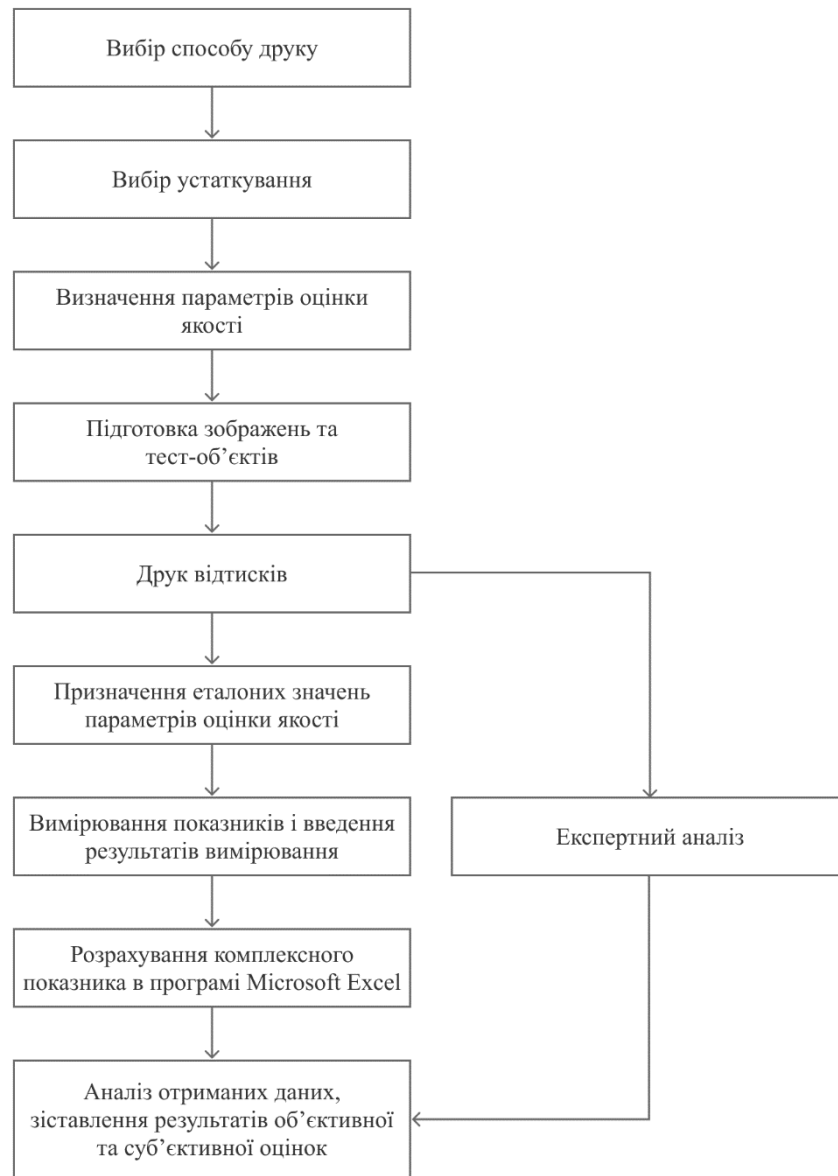 Вибір способу друку
Вибір устаткування
Визначення параметрів оцінки
якості
Підготовка зображень та
тест-об’єктів
Друк відтисків
Призначення еталоних значень
параметрів оцінки якості
Вимірювання показників і введення
результатів вимірювання
Експертний аналіз
Розрахування комплексного
показника в програмі Microsoft Excel
Аналіз отриманих даних,
зіставлення результатів об’єктивної
та суб’єктивної оцінок